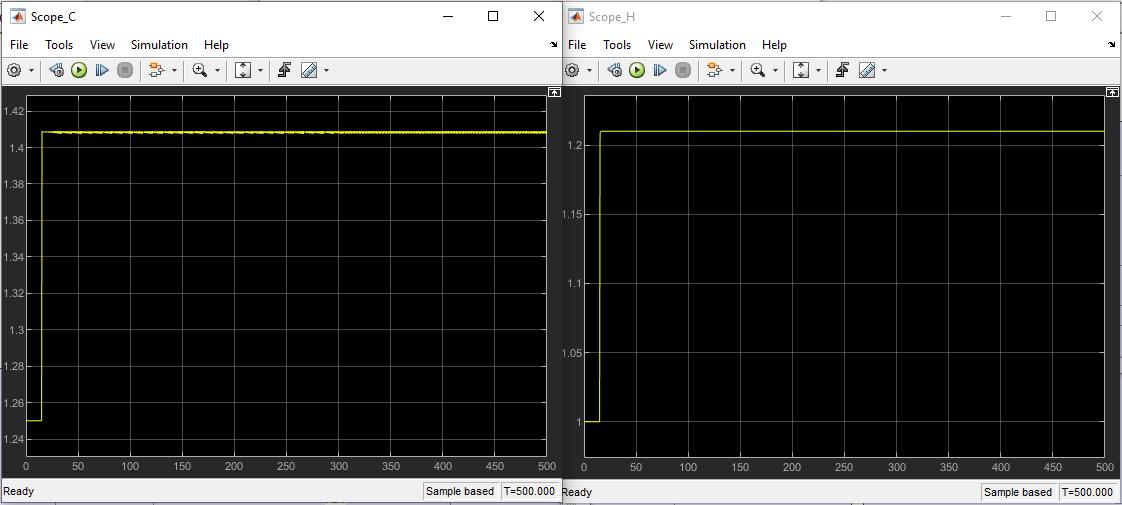 Scope_C
File Tools View Simulation Help
1.42
1.4
1.38
1.36
1.34
1.32
1.3
1.28
1.26
1.24
0 50 100 150 200 250 300 350 400 450 500
Ready Sample based T=500.000
Scope_H
File Tools View Simulation Help
1.2
1.15
1.1
1.05
1
0 50 100 150 200 250 300 350 400 450 500
Ready Sample based T=500.000